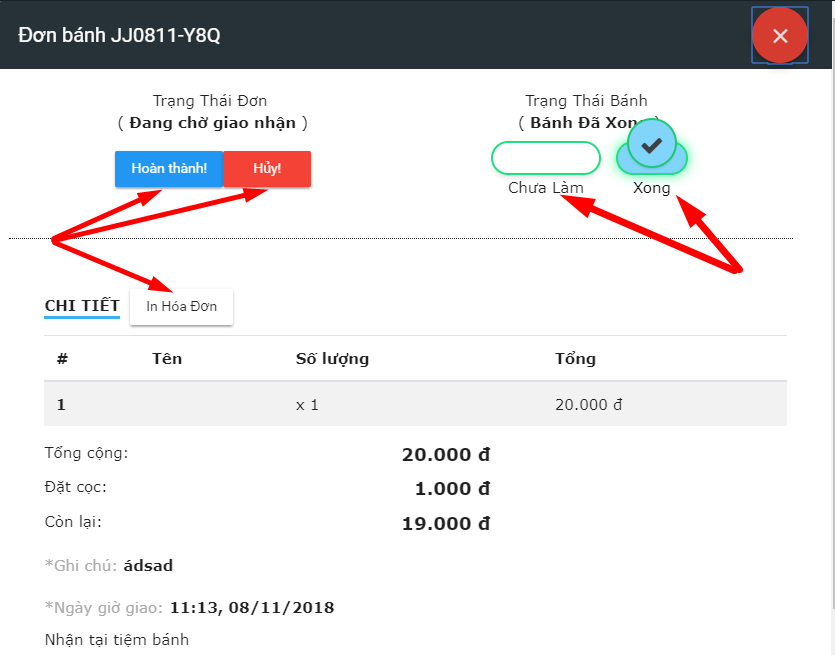 Đơn bánh JJ0811-Y8Q
Trạng Thái Đơn
( Đang chờ giao nhận )
Hoàn thành! Hủy!
Trạng Thái Bánh
( Bánh Đã Xong )
Chưa Làm Xong
CHI TIẾT In Hóa Đơn
# Tên Số lượng Tổng
1 x 1 20.000 đ
Tổng cộng: 20.000 đ
Đặt cọc: 1.000 đ
Còn lại: 19.000 đ
*Ghi chú: ádsad
*Ngày giờ giao: 11:13, 08/11/2018
Nhận tại tiệm bánh